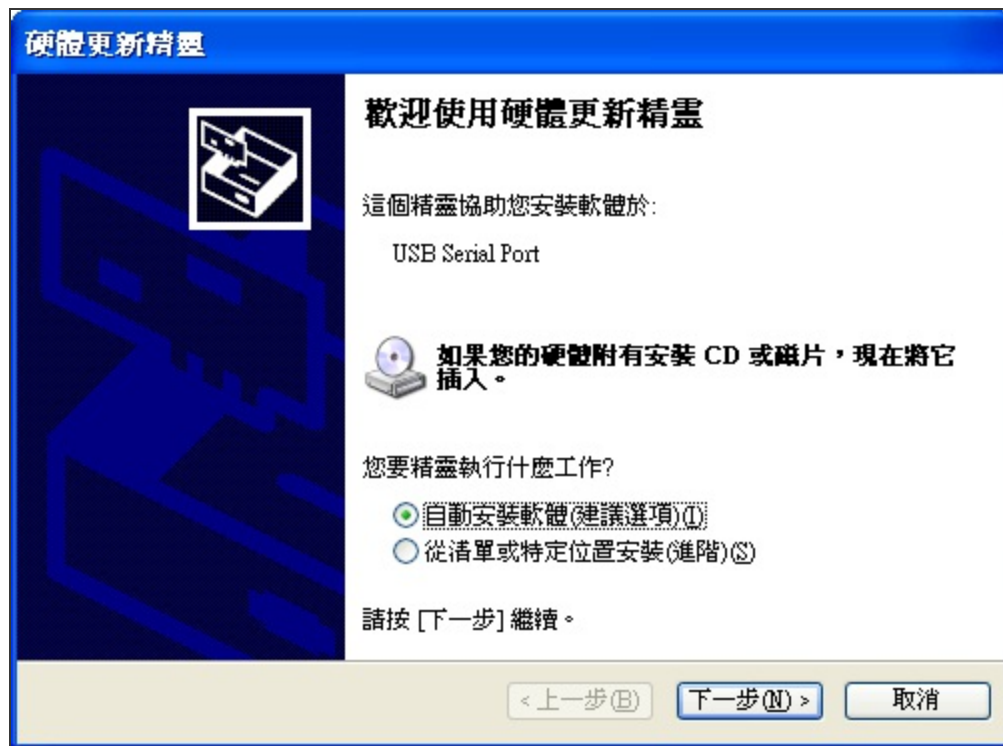 硬體更新精靈
歡迎使用硬體更新精靈
這個精靈協助您安裝軟體於:
USB Serial Port
如果您的硬體附有安裝 CD 或磁片，現在將它
插入。
您要精靈執行什麼工作?
自動安裝軟體(建議選項)(I)
從清單或特定位置安裝(進階)(S)
請按 [下一步] 繼續。
< 上一步(B) 下一步(N) > 取消